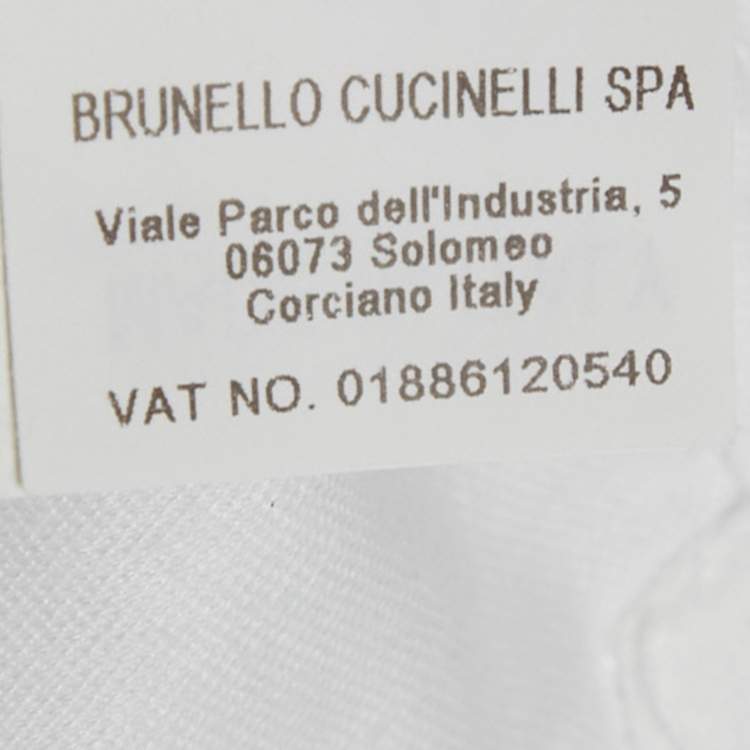 BRUNELLO CUCINELLI SPA
Viale Parco dell'Industria, 5
06073 Solomeo
Corciano Italy
VAT NO. 01886120540